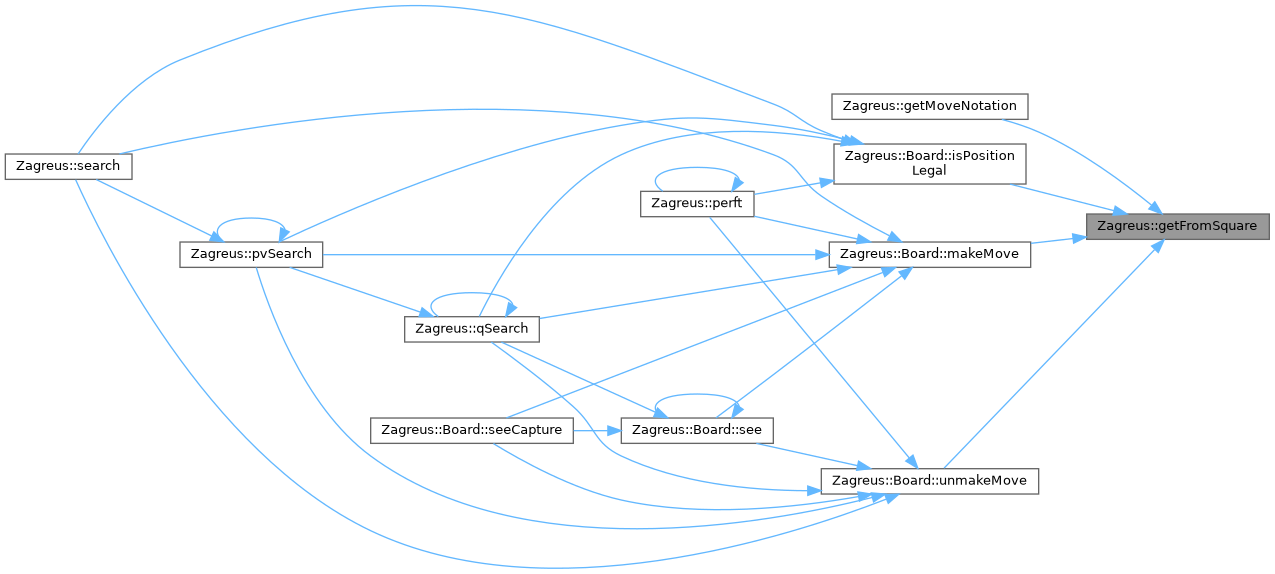 Zagreus::getMoveNotation
Zagreus::search
Zagreus::Board::isPosition
Legal
Zagreus::perft
Zagreus::getFromSquare
Zagreus::pvSearch
Zagreus::Board::makeMove
Zagreus::qSearch
Zagreus::Board::seeCapture
Zagreus::Board::see
Zagreus::Board::unmakeMove